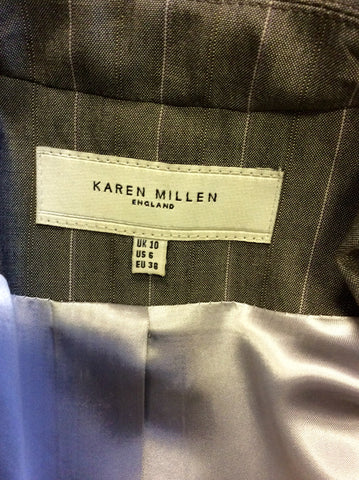 KAREN MILLEN
ENGLAND
UK 10
US 6
EU 38